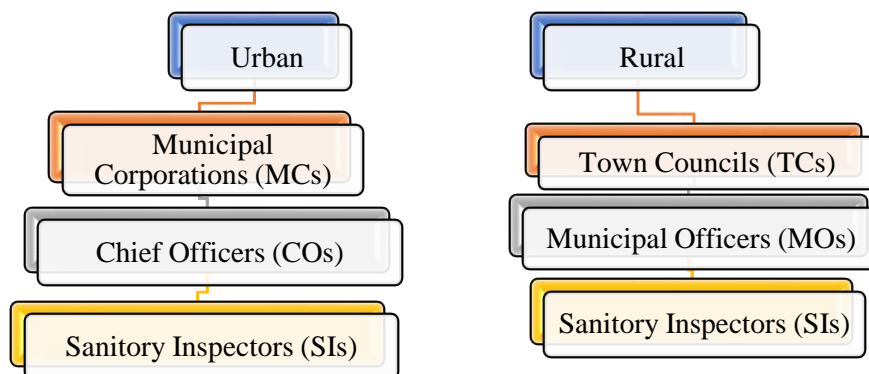 Urban
Municipal
Corporations (MCs)
Chief Officers (COs)
Sanitory Inspectors (SIs)
Rural
Town Councils (TCs)
Municipal Officers (MOs)
Sanitory Inspectors (SIs)